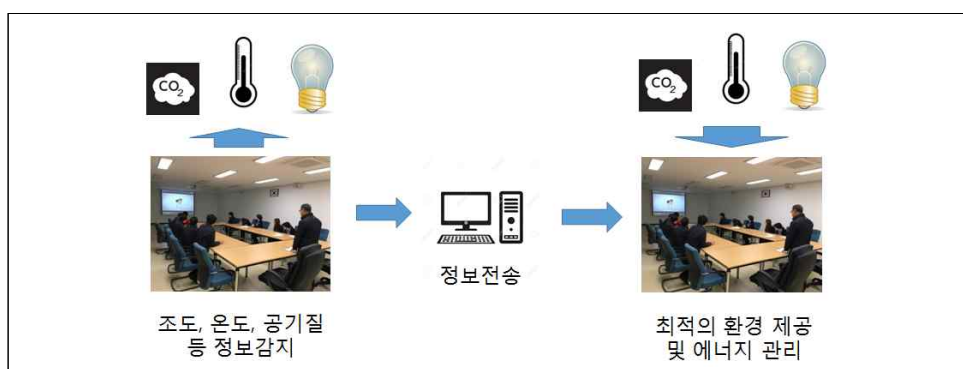 CO2
CO2
정보전송
조도, 온도, 공기질
등 정보감지
최적의 환경 제공
및 에너지 관리